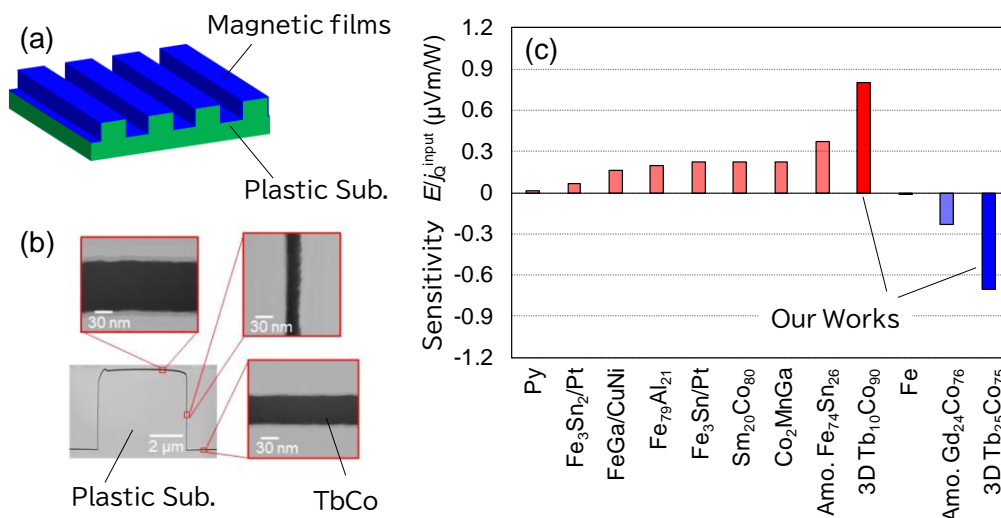 (a)
Magnetic films
Plastic Sub.
(b)
30 nm
30 nm
30 nm
2 μm
Plastic Sub.
TbCo
(c)
Sensitivity E/j_Q^input (μVm/W)
1.2
0.9
0.6
0.3
0
-0.3
-0.6
-0.9
-1.2
Our Works
Py
Fe₃Sn₂/Pt
FeGa/CuNi
Fe₇₉Al₂₁
Fe₃Sn/Pt
Sm₂₀Co₈₀
Co₂MnGa
Amo. Fe₇₄Sn₂₆
3D Tb₁₀Co₉₀
Fe
Amo. Gd₂₄Co₇₆
3D Tb₂₅Co₇₅